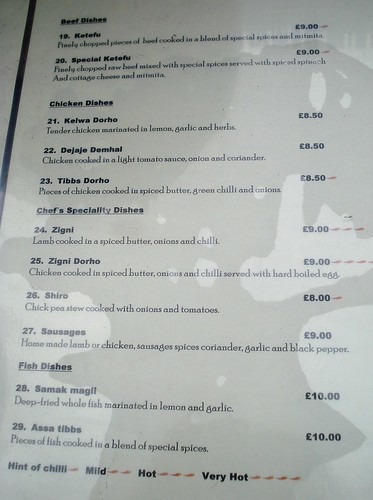 Beef Dishes
19. Ketefu £9.00
Finely chopped pieces of beef cooked in a blend of special spices and mitmita.
20. Special Ketefu £9.00
Finely chopped raw beef mixed with special spices served with spiced spinach
And cottage cheese and mitmita.
Chicken Dishes
21. Kelwa Dorho £8.50
Tender chicken marinated in lemon, garlic and herbs.
22. Dejaje Demhal £8.50
Chicken cooked in a light tomato sauce, onion and coriander.
23. Tibbs Dorho £8.50
Pieces of chicken cooked in spiced butter, green chilli and onions.
Chef's Speciality Dishes
24. Zigni £9.00
Lamb cooked in a spiced butter, onions and chilli.
25. Zigni Dorho £9.00
Chicken cooked in spiced butter, onions and chilli served with hard boiled egg.
26. Shiro £8.00
Chick pea stew cooked with onions and tomatoes.
27. Sausages £9.00
Home made lamb or chicken, sausages spices coriander, garlic and black pepper.
Fish Dishes
28. Samak magli £10.00
Deep-fried whole fish marinated in lemon and garlic.
29. Assa tibbs £10.00
Pieces of fish cooked in a blend of special spices.
Hint of chilli Mild Hot Very Hot